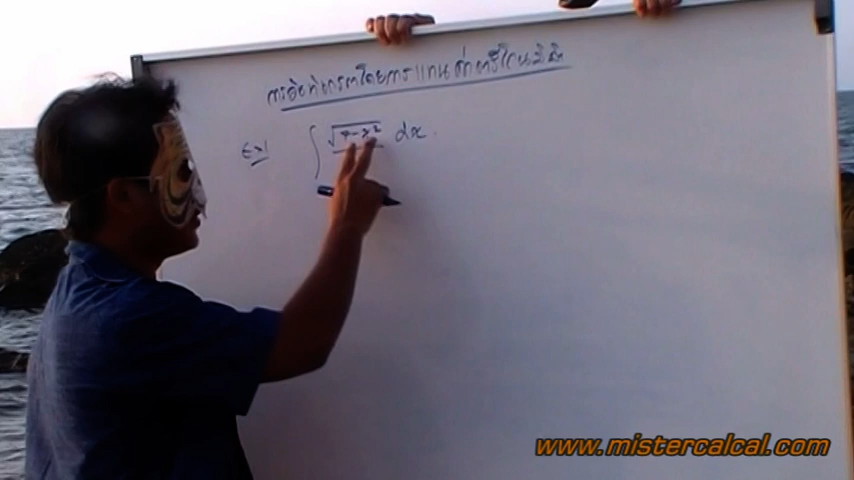 การอินทิเกรตโดยการแทนค่าตรีโกณมิติ
Ex1 ∫ √ - x² dx.
www.mistercalcal.com